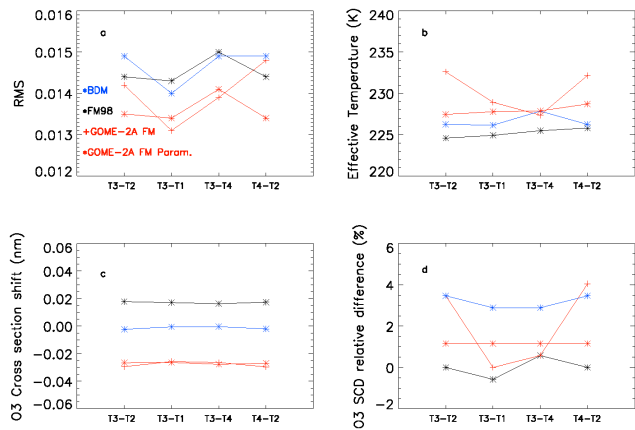 a
0.016
0.015
0.014
0.013
0.012
RMS
*BDM
*FM98
+GOME-2A FM
*GOME-2A FM Param.
T3-T2 T3-T1 T3-T4 T4-T2
b
240
235
230
225
220
Effective Temperature (K)
T3-T2 T3-T1 T3-T4 T4-T2
c
0.06
0.04
0.02
0.00
-0.02
-0.04
-0.06
O3 Cross section shift (nm)
T3-T2 T3-T1 T3-T4 T4-T2
d
6
4
2
0
-2
O3 SCD relative difference (%)
T3-T2 T3-T1 T3-T4 T4-T2